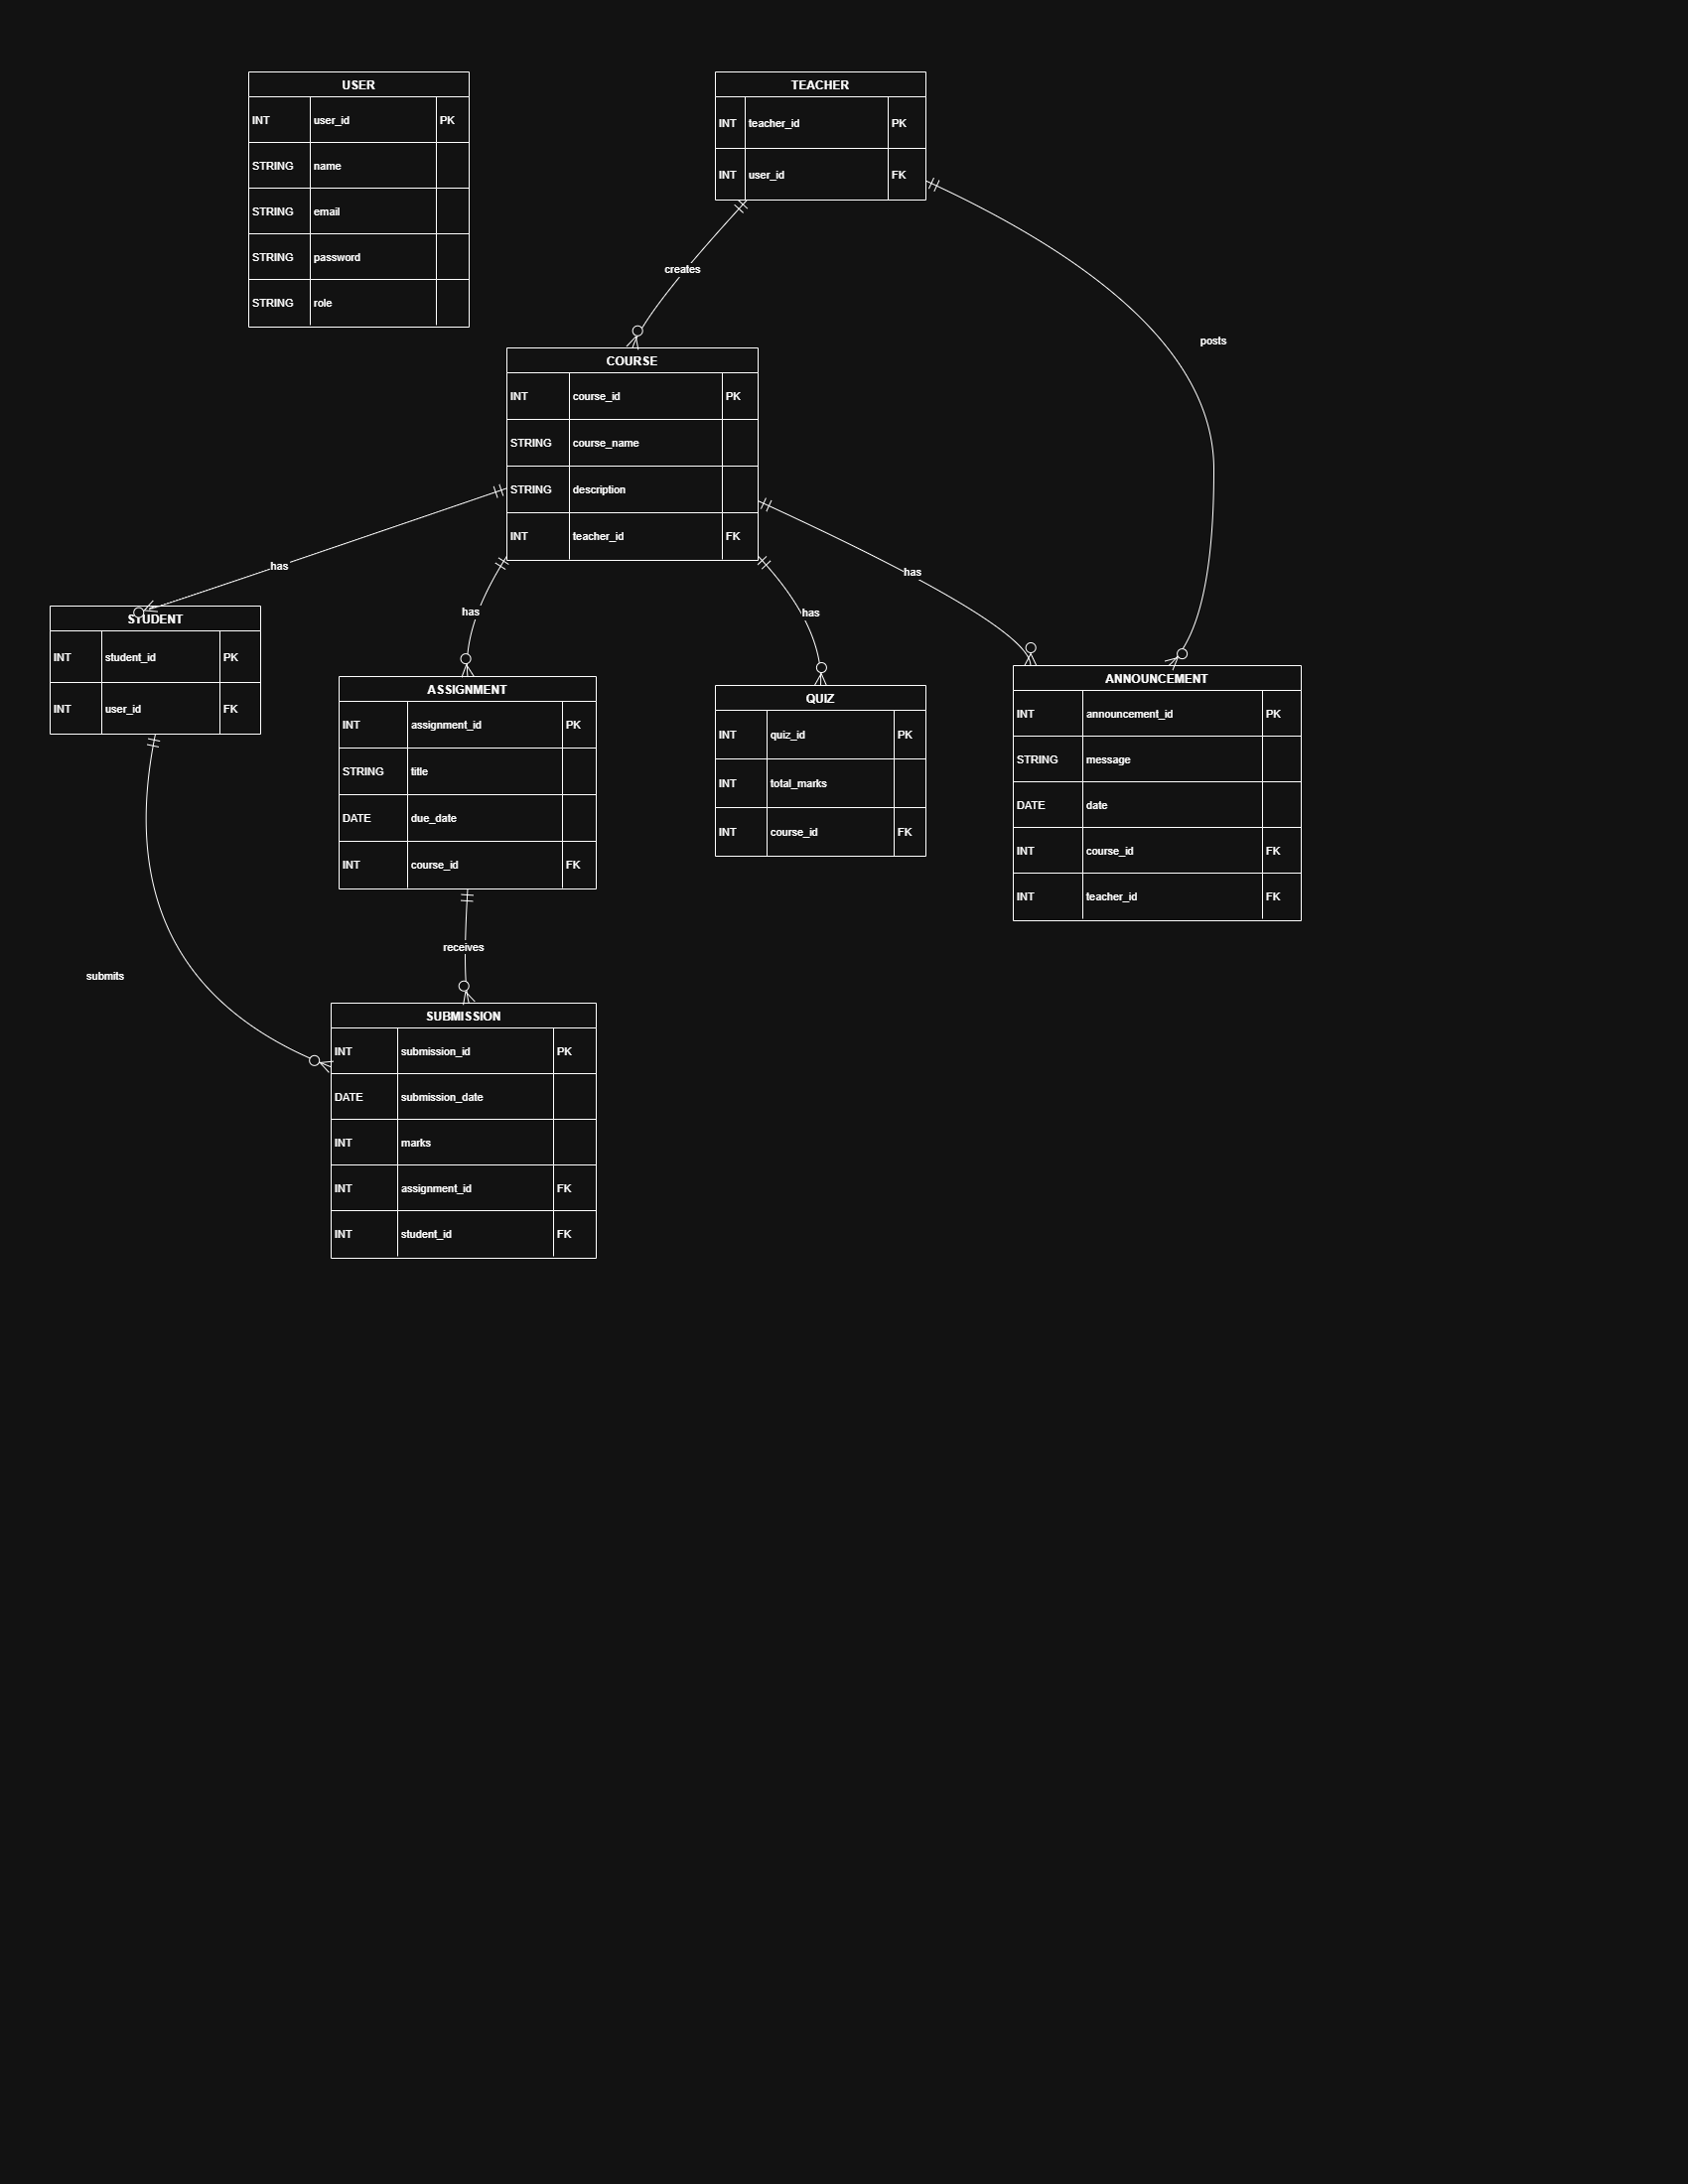 USER
INT user_id PK
STRING name
STRING email
STRING password
STRING role
TEACHER
INT teacher_id PK
INT user_id FK
creates
posts
COURSE
INT course_id PK
STRING course_name
STRING description
INT teacher_id FK
has
has
has
has
STUDENT
INT student_id PK
INT user_id FK
ASSIGNMENT
INT assignment_id PK
STRING title
DATE due_date
INT course_id FK
QUIZ
INT quiz_id PK
INT total_marks
INT course_id FK
ANNOUNCEMENT
INT announcement_id PK
STRING message
DATE date
INT course_id FK
INT teacher_id FK
receives
submits
SUBMISSION
INT submission_id PK
DATE submission_date
INT marks
INT assignment_id FK
INT student_id FK